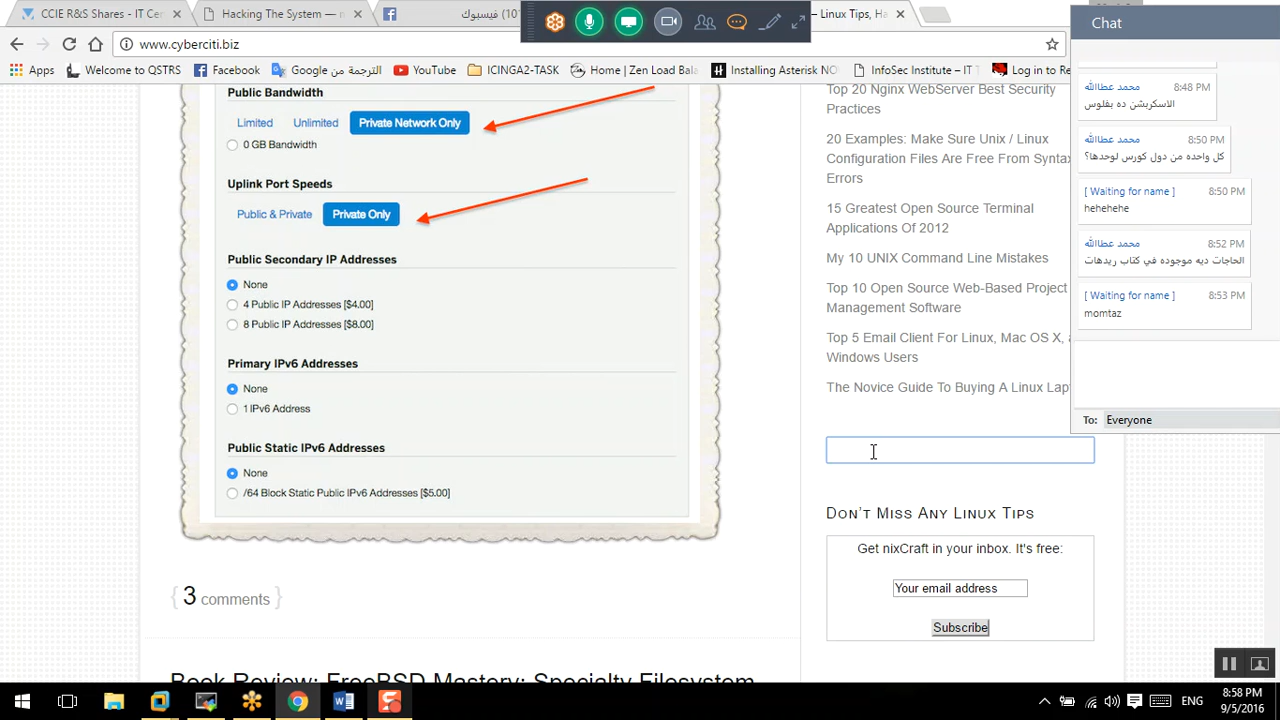 CCIE R&S Shares - IT Cer
Hacking The System — n
فيسبوك (10
– Linux Tips, Ha
Chat
www.cyberciti.biz
Apps
Welcome to QSTRS
Facebook
الترجمة من Google
YouTube
ICINGA2-TASK
Home | Zen Load Bala
Installing Asterisk NO
InfoSec Institute – IT T
Log in to Re
Public Bandwidth
Limited
Unlimited
Private Network Only
0 GB Bandwidth
Uplink Port Speeds
Public & Private
Private Only
Public Secondary IP Addresses
None
4 Public IP Addresses [$4.00]
8 Public IP Addresses [$8.00]
Primary IPv6 Addresses
None
1 IPv6 Address
Public Static IPv6 Addresses
None
/64 Block Static Public IPv6 Addresses [$5.00]
{ 3 comments }
Book Review: FreeBSD Mastery: Specialty Filesystem
Top 20 Nginx WebServer Best Security
Practices
20 Examples: Make Sure Unix / Linux
Configuration Files Are Free From Syntax
Errors
15 Greatest Open Source Terminal
Applications Of 2012
My 10 UNIX Command Line Mistakes
Top 10 Open Source Web-Based Project
Management Software
Top 5 Email Client For Linux, Mac OS X, a
Windows Users
The Novice Guide To Buying A Linux Lap
Don't Miss Any Linux Tips
Get nixCraft in your inbox. It's free:
Your email address
Subscribe
محمد عطاالله 8:48 PM
الاسكربشن ده بفلوس
محمد عطاالله 8:50 PM
كل واحده من دول كورس لوحدها؟
[ Waiting for name ] 8:50 PM
hehehehe
محمد عطاالله 8:52 PM
الحاجات ديه موجوده في كتاب ريدهات
[ Waiting for name ] 8:53 PM
momtaz
To: Everyone
ENG
8:58 PM
9/5/2016